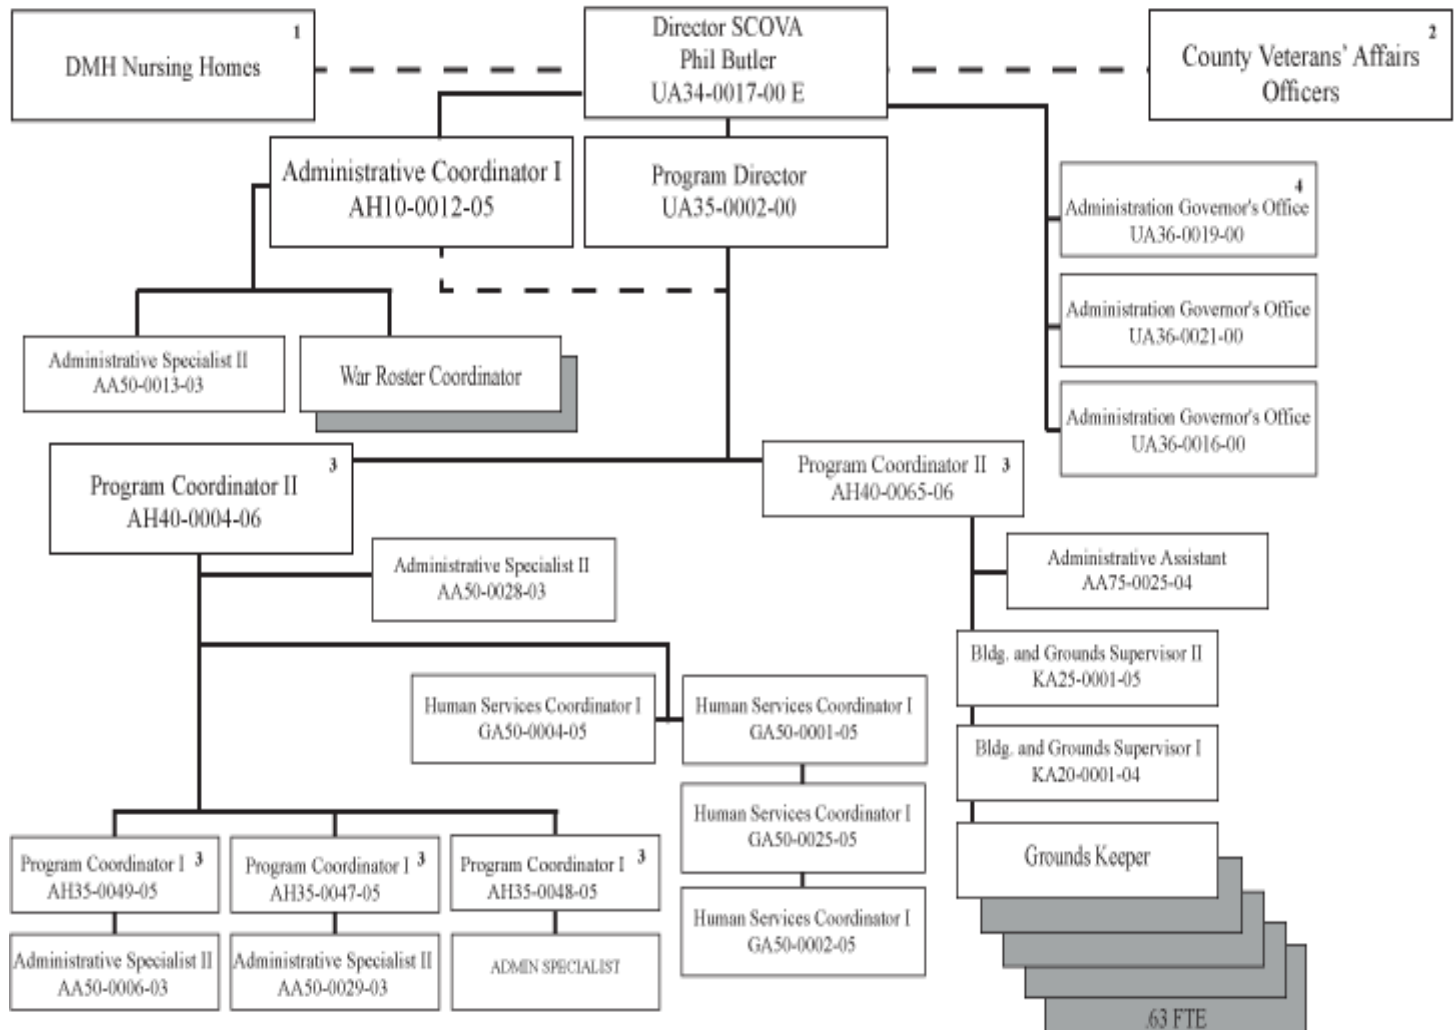 1
DMH Nursing Homes
Director SCOVA
Phil Butler
UA34-0017-00 E
2
County Veterans' Affairs
Officers
Administrative Coordinator I
AH10-0012-05
Program Director
UA35-0002-00
4
Administration Governor's Office
UA36-0019-00
Administration Governor's Office
UA36-0021-00
Administration Governor's Office
UA36-0016-00
Administrative Specialist II
AA50-0013-03
War Roster Coordinator
3
Program Coordinator II
AH40-0004-06
Program Coordinator II 3
AH40-0065-06
Administrative Specialist II
AA50-0028-03
Administrative Assistant
AA75-0025-04
Bldg. and Grounds Supervisor II
KA25-0001-05
Human Services Coordinator I
GA50-0004-05
Human Services Coordinator I
GA50-0001-05
Bldg. and Grounds Supervisor I
KA20-0001-04
Human Services Coordinator I
GA50-0025-05
Grounds Keeper
Program Coordinator I 3
AH35-0049-05
Program Coordinator I 3
AH35-0047-05
Program Coordinator I 3
AH35-0048-05
Human Services Coordinator I
GA50-0002-05
Administrative Specialist II
AA50-0006-03
Administrative Specialist II
AA50-0029-03
ADMIN SPECIALIST
.63 FTE